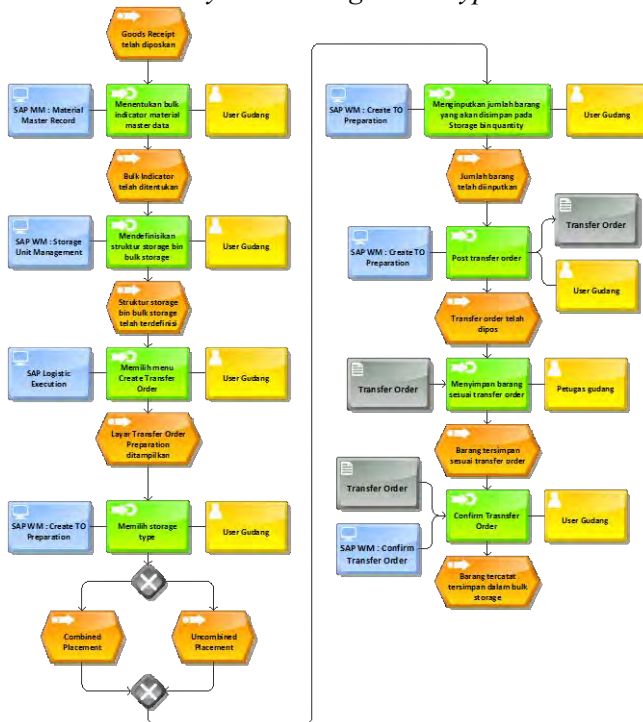 Goods Receipt
telah diposkan
SAP MM : Material
Master Record
Menentukan bulk
indicator material
master data
User Gudang
Bulk Indicator
telah ditentukan
SAP WM : Storage
Unit Management
Mendefinisikan
struktur storage bin
bulk storage
User Gudang
Struktur storage
bin bulk storage
telah terdefinisi
SAP Logistic
Execution
Memilih menu
Create Transfer
Order
User Gudang
Layar Transfer Order
Preparation
ditampilkan
SAP WM : Create TO
Preparation
Memilih storage
type
User Gudang
Combined
Placement
Uncombined
Placement
SAP WM : Create TO
Preparation
Menginputkan jumlah barang
yang akan disimpan pada
Storage bin quantity
User Gudang
Jumlah barang
telah diinputkan
SAP WM : Create TO
Preparation
Post transfer order
Transfer Order
User Gudang
Transfer order telah
dipos
Transfer Order
Menyimpan barang
sesuai transfer order
Petugas gudang
Barang tersimpan
sesuai transfer order
Transfer Order
SAP WM : Confirm
Transfer Order
Confirm Trasnsfer
Order
User Gudang
Barang tercatat
tersimpan dalam bulk
storage